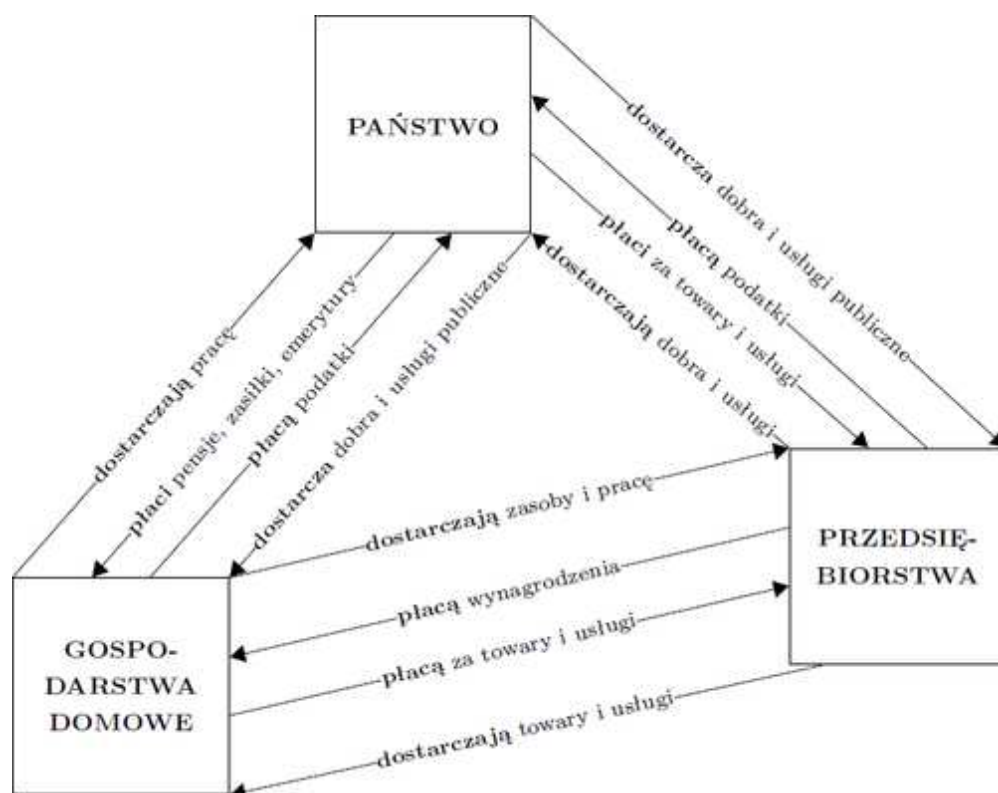 PAŃSTWO
dostarcza dobra i usługi publiczne
płacą podatki
płaci za towary i usługi
dostarczają dobra i usługi
dostarczają pracę
płaci pensje, zasiłki, emerytury
płacą podatki
dostarcza dobra i usługi publiczne
dostarczają zasoby i pracę
płacą wynagrodzenia
płacą za towary i usługi
dostarczają towary i usługi
PRZEDSIĘ-
BIORSTWA
GOSPO-
DARSTWA
DOMOWE